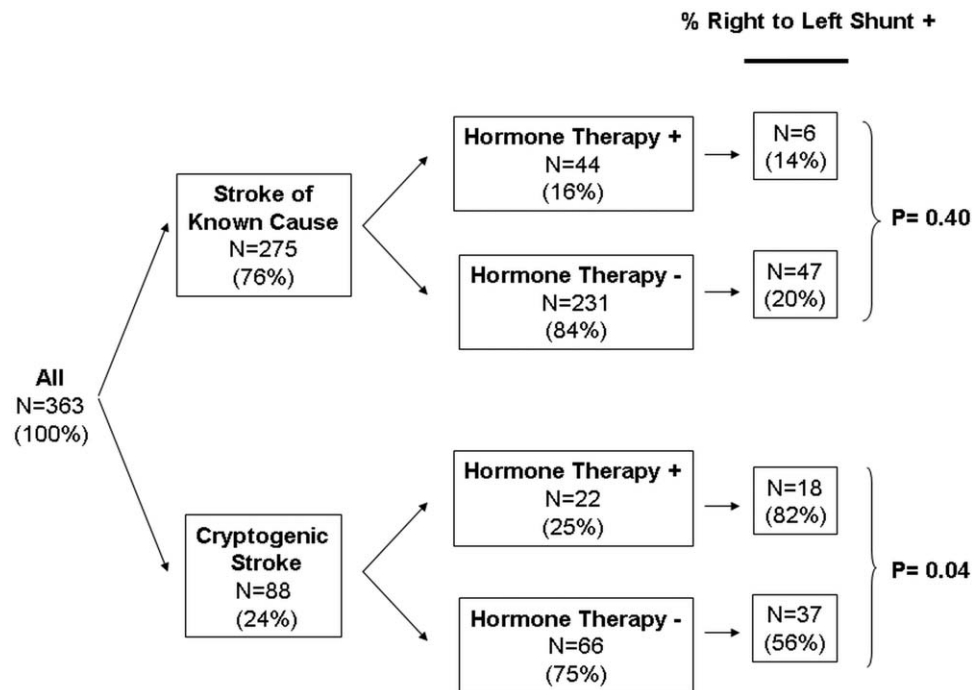 % Right to Left Shunt +
All
N=363
(100%)
Stroke of
Known Cause
N=275
(76%)
Hormone Therapy +
N=44
(16%)
N=6
(14%)
Hormone Therapy -
N=231
(84%)
N=47
(20%)
P= 0.40
Cryptogenic
Stroke
N=88
(24%)
Hormone Therapy +
N=22
(25%)
N=18
(82%)
Hormone Therapy -
N=66
(75%)
N=37
(56%)
P= 0.04